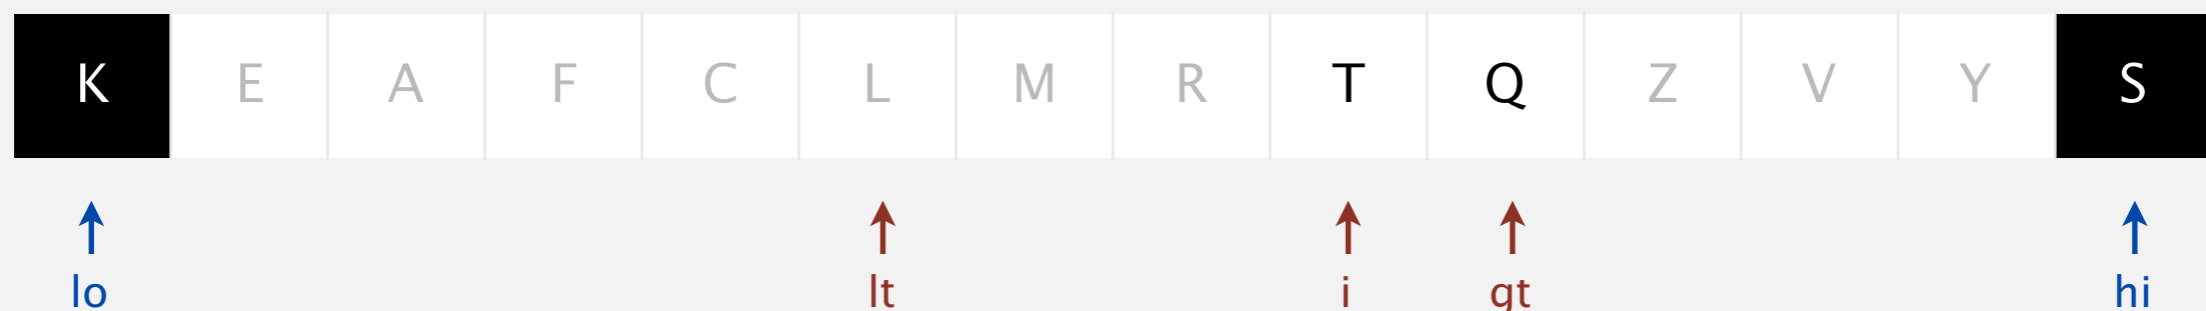 K E A F C L M R T Q Z V Y S
lo lt i gt hi